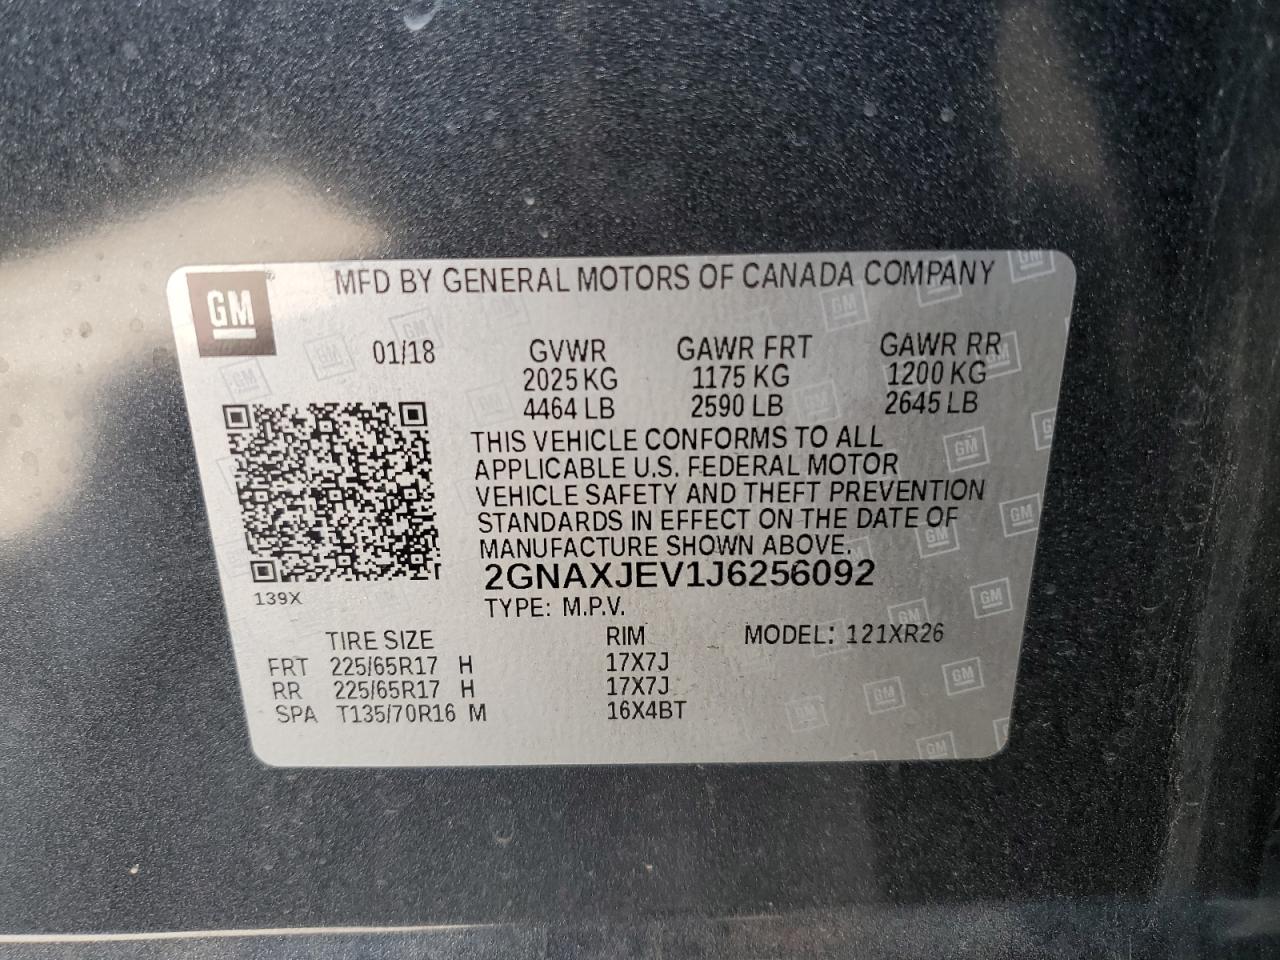 GM
MFD BY GENERAL MOTORS OF CANADA COMPANY
01/18 GVWR GAWR FRT GAWR RR
2025 KG 1175 KG 1200 KG
4464 LB 2590 LB 2645 LB
THIS VEHICLE CONFORMS TO ALL
APPLICABLE U.S. FEDERAL MOTOR
VEHICLE SAFETY AND THEFT PREVENTION
STANDARDS IN EFFECT ON THE DATE OF
MANUFACTURE SHOWN ABOVE.
2GNAXJEV1J6256092
139X
TYPE: M.P.V.
TIRE SIZE RIM MODEL: 121XR26
FRT 225/65R17 H 17X7J
RR 225/65R17 H 17X7J
SPA T135/70R16 M 16X4BT